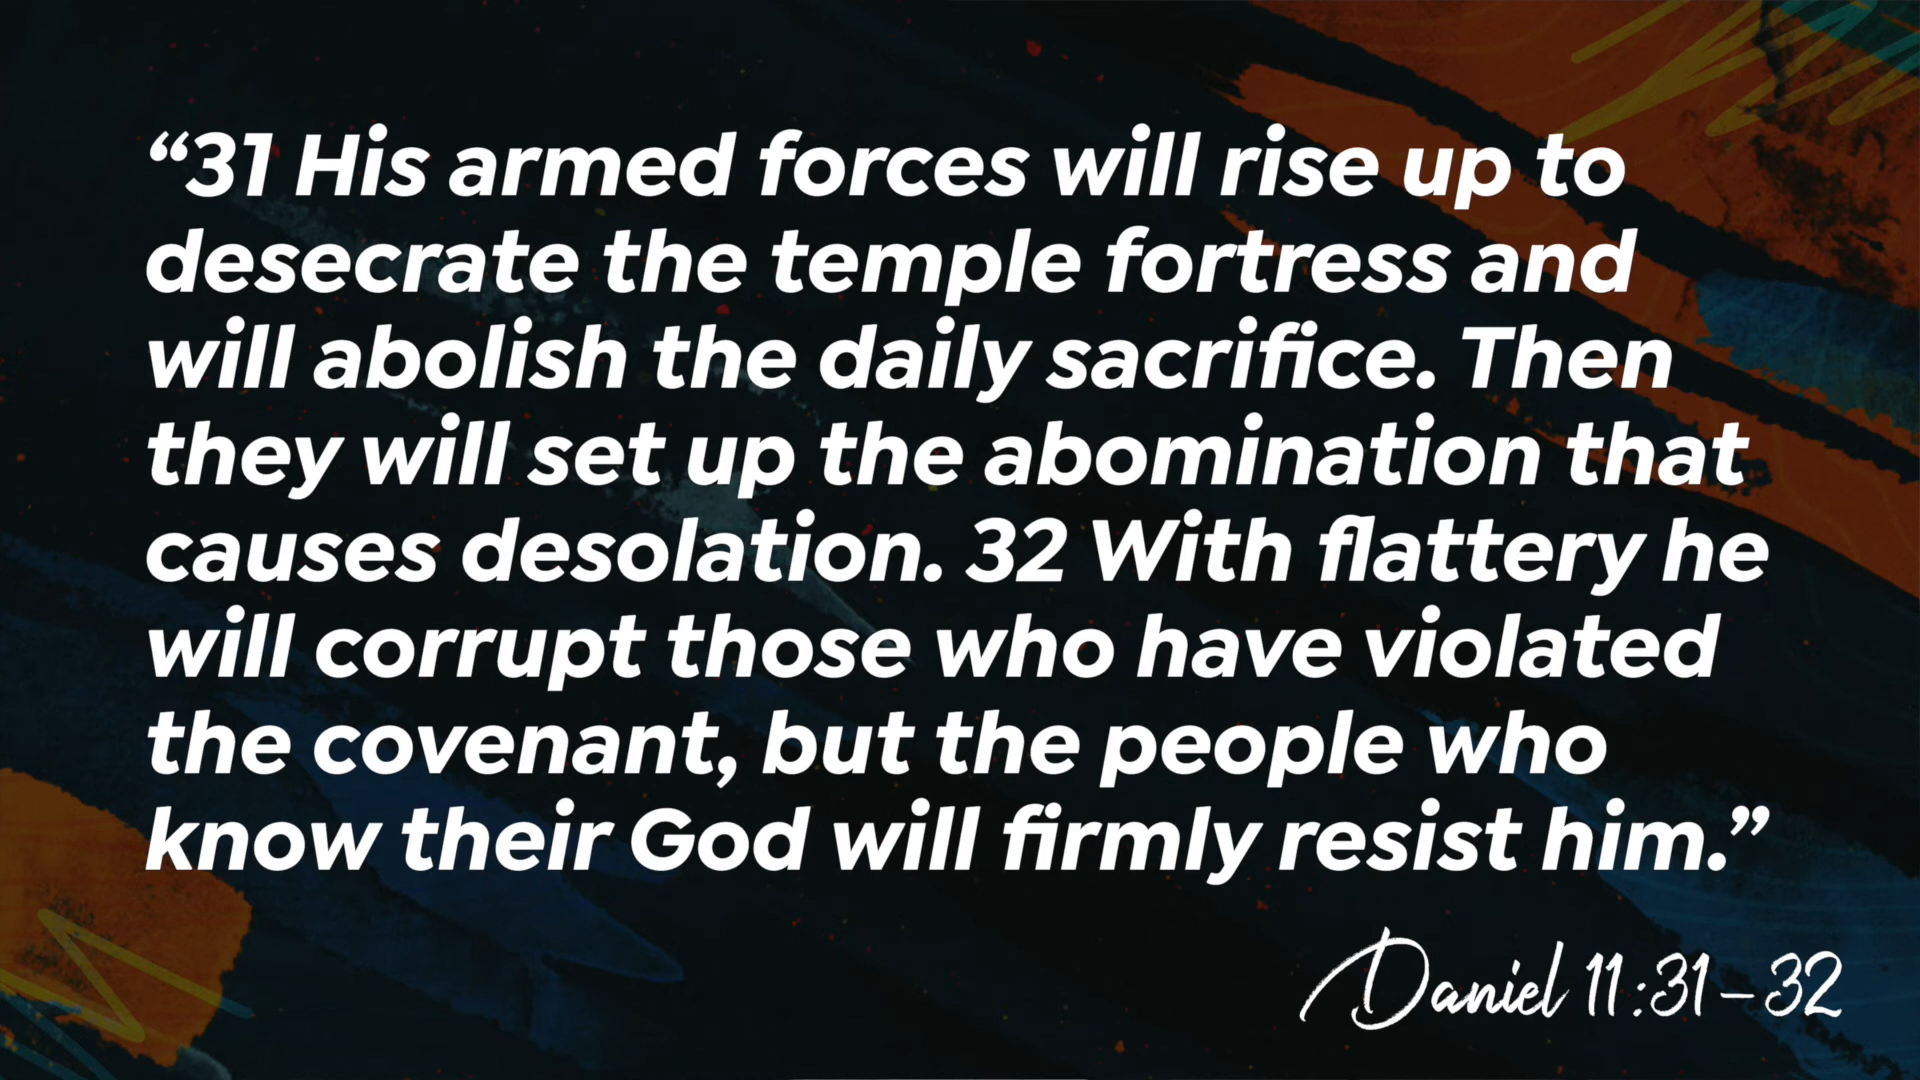 “31 His armed forces will rise up to
desecrate the temple fortress and
will abolish the daily sacrifice. Then
they will set up the abomination that
causes desolation. 32 With flattery he
will corrupt those who have violated
the covenant, but the people who
know their God will firmly resist him.”
Daniel 11:31-32